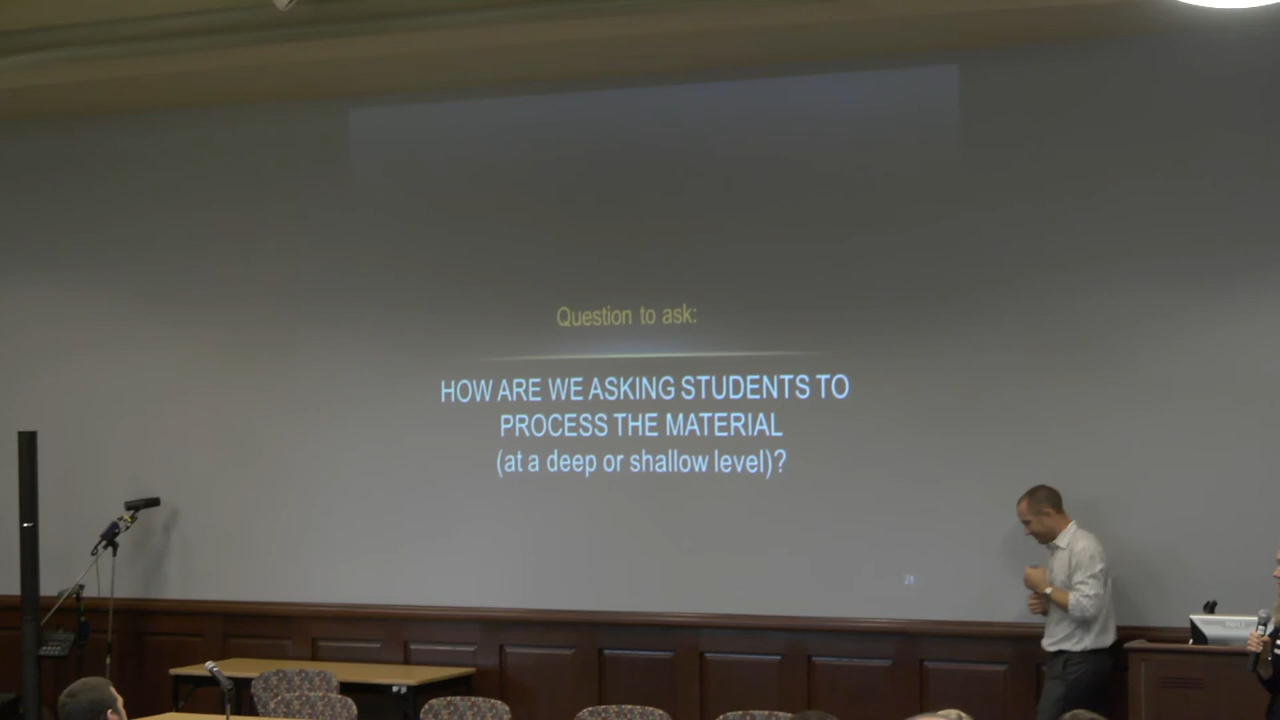 Question to ask:
HOW ARE WE ASKING STUDENTS TO
PROCESS THE MATERIAL
(at a deep or shallow level)?